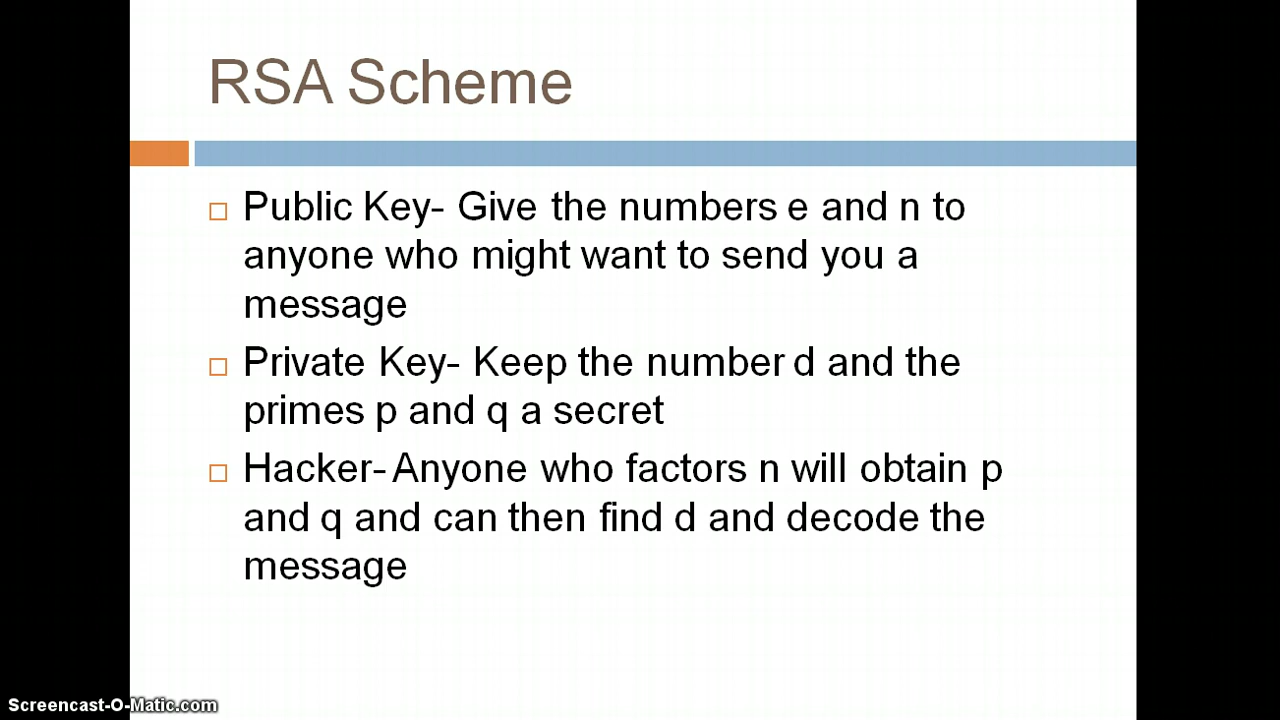 RSA Scheme
Public Key- Give the numbers e and n to
anyone who might want to send you a
message
Private Key- Keep the number d and the
primes p and q a secret
Hacker- Anyone who factors n will obtain p
and q and can then find d and decode the
message
Screencast-O-Matic.com